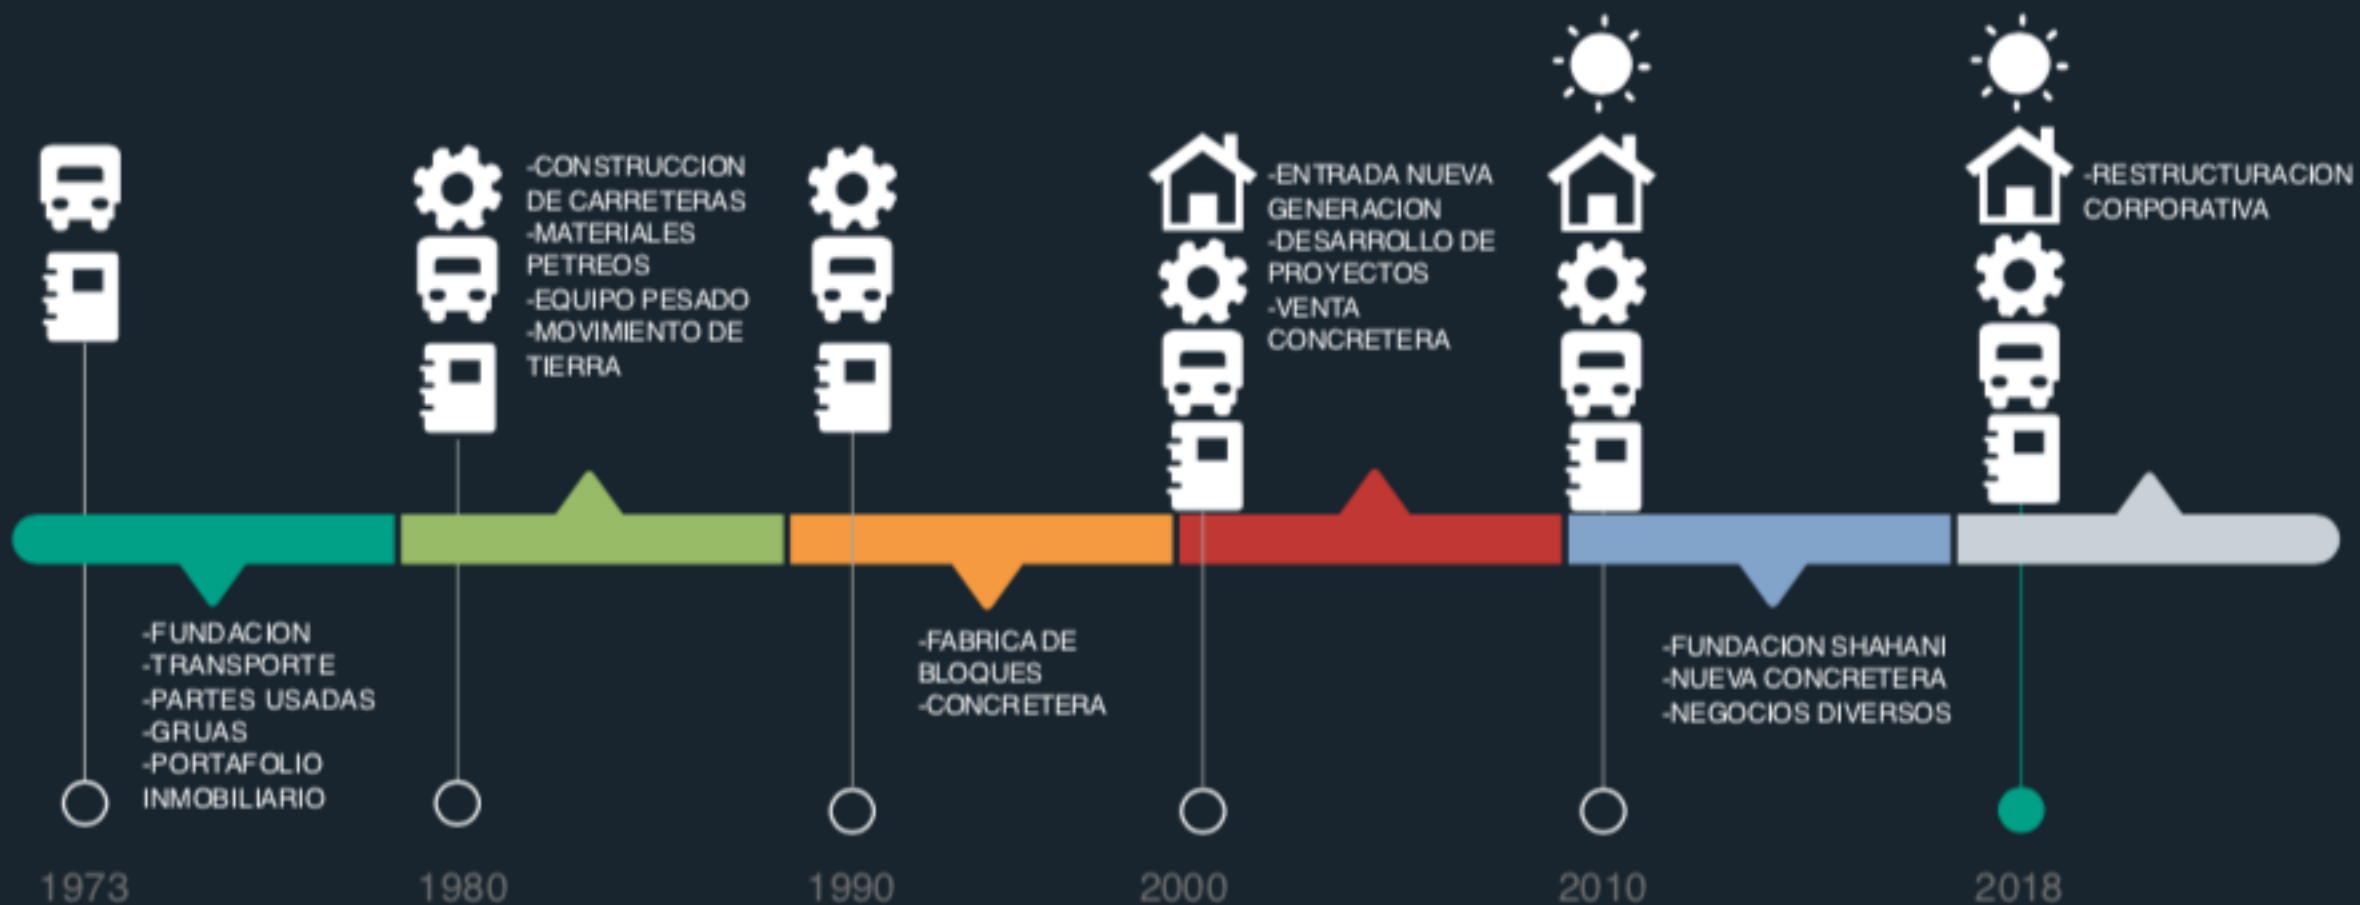 -FUNDACION
-TRANSPORTE
-PARTES USADAS
-GRUAS
-PORTAFOLIO
INMOBILIARIO
-CONSTRUCCION
DE CARRETERAS
-MATERIALES
PETREOS
-EQUIPO PESADO
-MOVIMIENTO DE
TIERRA
-FABRICA DE
BLOQUES
-CONCRETERA
-ENTRADA NUEVA
GENERACION
-DESARROLLO DE
PROYECTOS
-VENTA
CONCRETERA
-FUNDACION SHAHANI
-NUEVA CONCRETERA
-NEGOCIOS DIVERSOS
-RESTRUCTURACION
CORPORATIVA
1973
1980
1990
2000
2010
2018